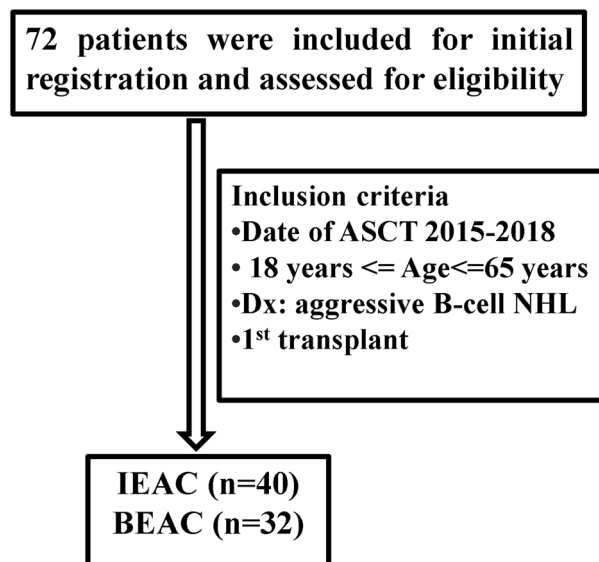 72 patients were included for initial
registration and assessed for eligibility
Inclusion criteria
•Date of ASCT 2015-2018
• 18 years <= Age<=65 years
•Dx: aggressive B-cell NHL
•1st transplant
IEAC (n=40)
BEAC (n=32)